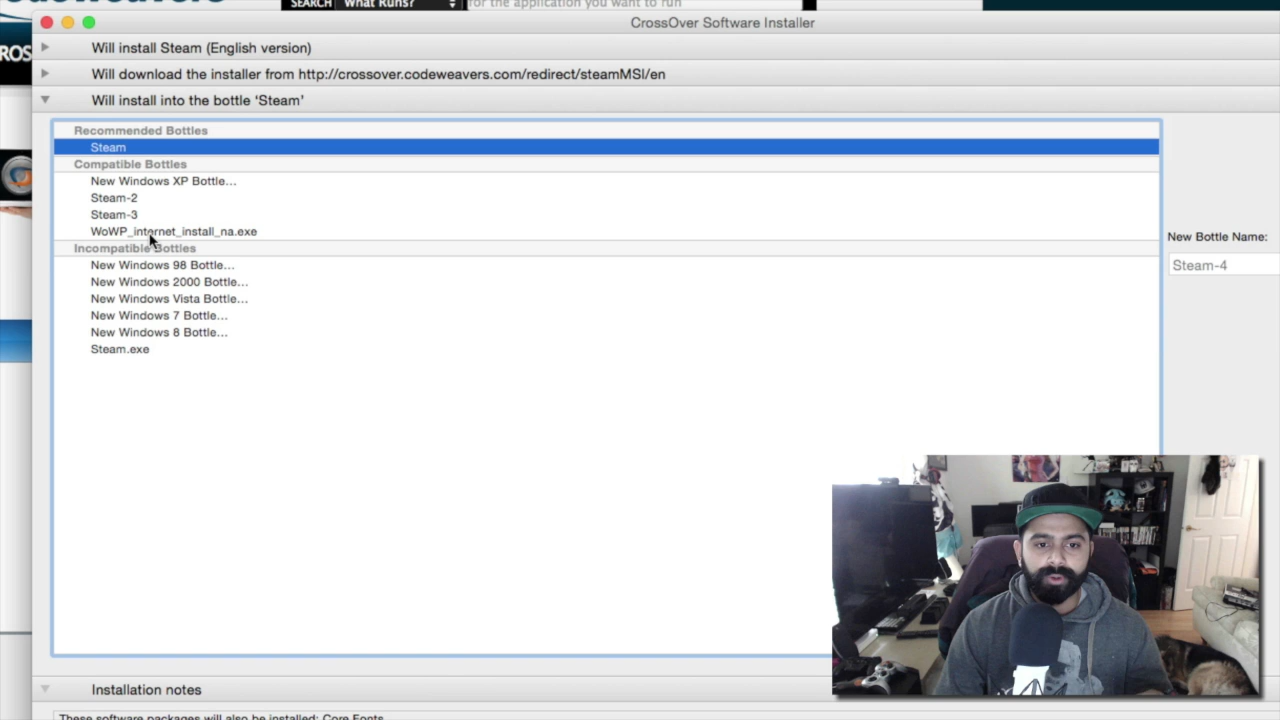 SEARCH What Runs? for the application you want to run
CrossOver Software Installer
Will install Steam (English version)
Will download the installer from http://crossover.codeweavers.com/redirect/steamMSI/en
Will install into the bottle ‘Steam’
Recommended Bottles
Steam
Compatible Bottles
New Windows XP Bottle...
Steam-2
Steam-3
WoWP_internet_install_na.exe
Incompatible Bottles
New Windows 98 Bottle...
New Windows 2000 Bottle...
New Windows Vista Bottle...
New Windows 7 Bottle...
New Windows 8 Bottle...
Steam.exe
New Bottle Name:
Steam-4
Installation notes
These software packages will also be installed: Core Fonts